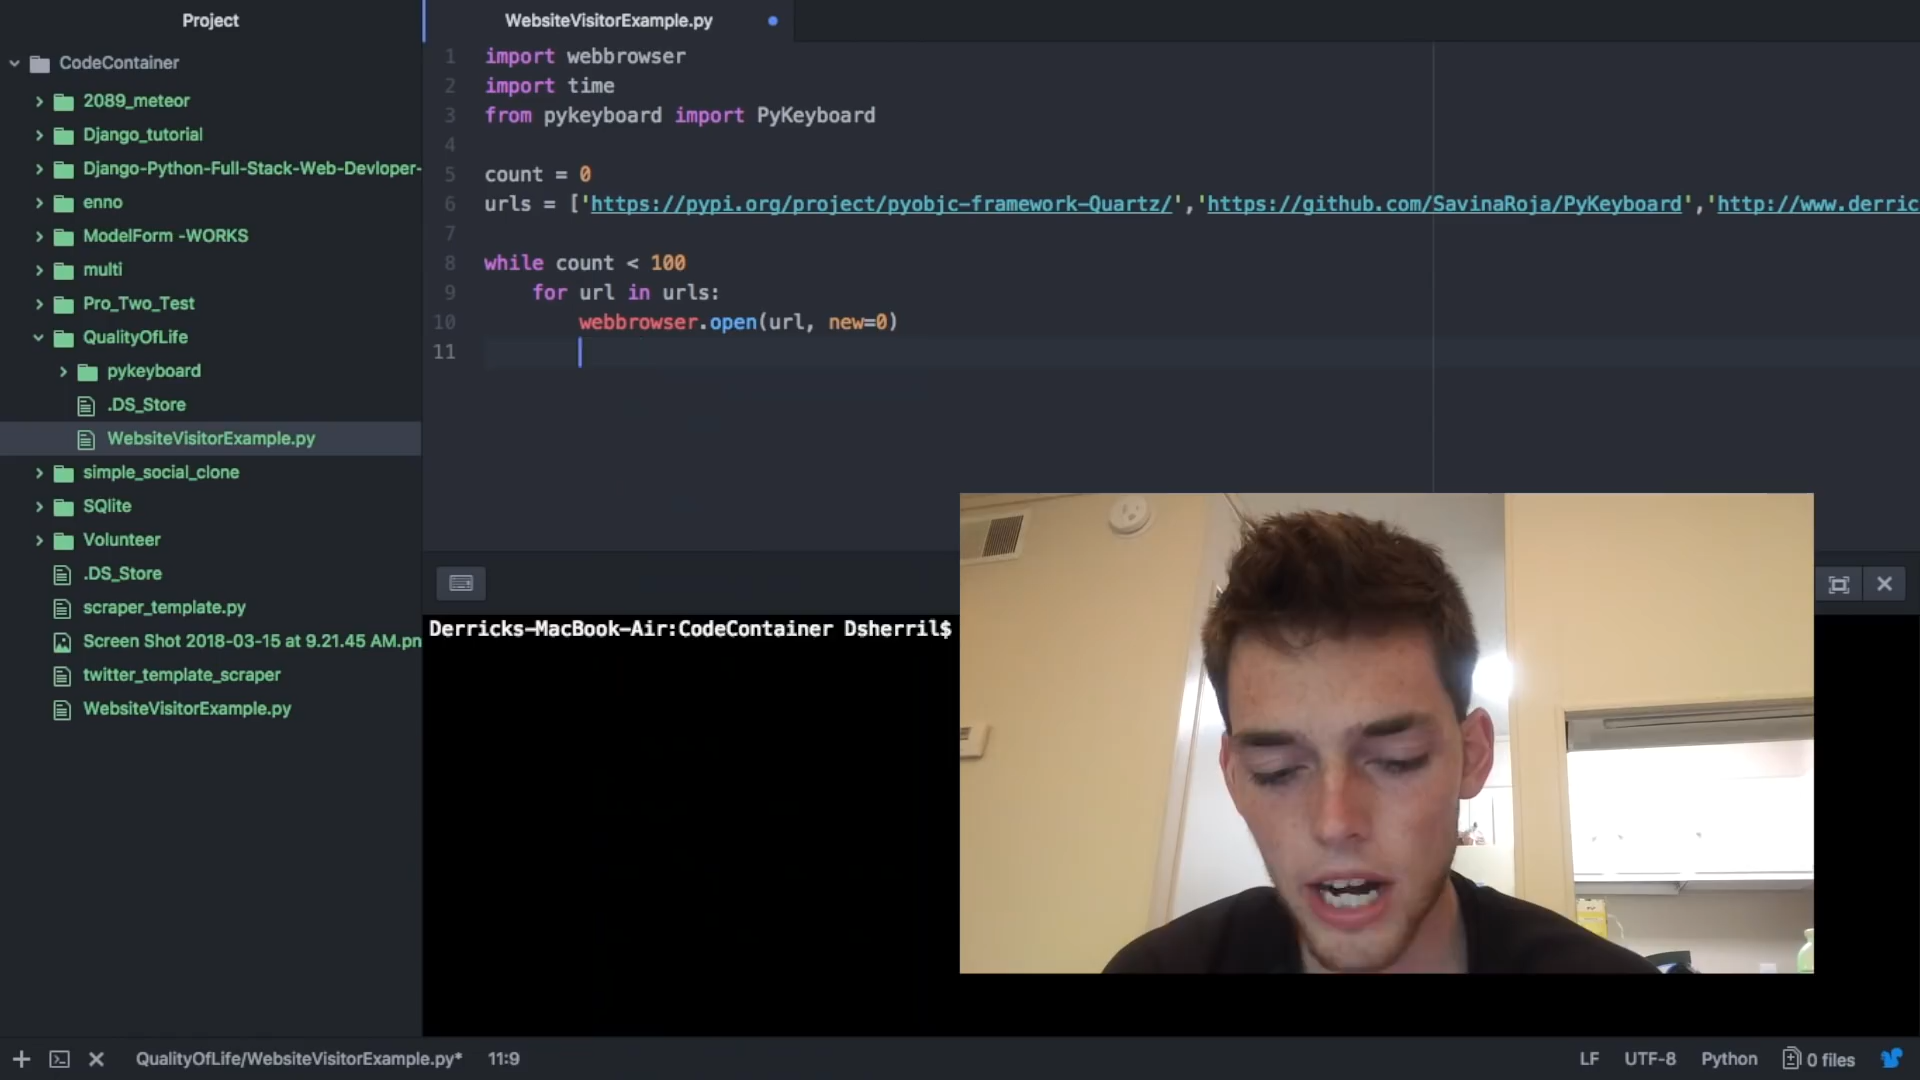 Project
CodeContainer
2089_meteor
Django_tutorial
Django-Python-Full-Stack-Web-Devloper-
enno
ModelForm -WORKS
multi
Pro_Two_Test
QualityOfLife
pykeyboard
.DS_Store
WebsiteVisitorExample.py
simple_social_clone
SQlite
Volunteer
.DS_Store
scraper_template.py
Screen Shot 2018-03-15 at 9.21.45 AM.pn
twitter_template_scraper
WebsiteVisitorExample.py
WebsiteVisitorExample.py
1 import webbrowser
2 import time
3 from pykeyboard import PyKeyboard
4
5 count = 0
6 urls = ['https://pypi.org/project/pyobjc-framework-Quartz/','https://github.com/SavinaRoja/PyKeyboard','http://www.derric
7
8 while count < 100
9 for url in urls:
10 webbrowser.open(url, new=0)
11
Derricks-MacBook-Air:CodeContainer Dsherril$
QualityOfLife/WebsiteVisitorExample.py* 11:9 LF UTF-8 Python 0 files